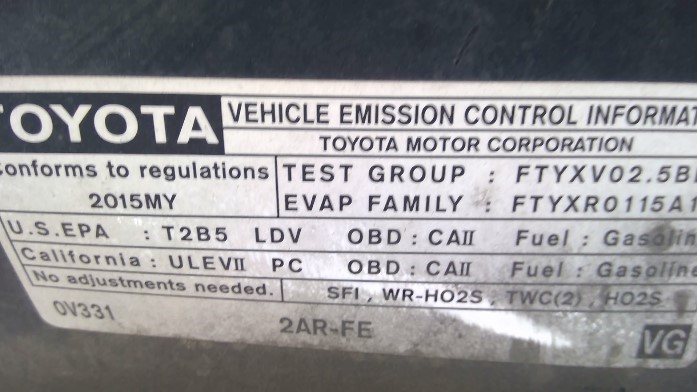 TOYOTA VEHICLE EMISSION CONTROL INFORMAT
TOYOTA MOTOR CORPORATION
Conforms to regulations
2015MY
TEST GROUP : FTYXV02.5B
EVAP FAMILY : FTYXR0115A1
U.S.EPA : T2B5 LDV OBD : CAII Fuel : Gasolin
California : ULEVII PC OBD : CAII Fuel : Gasoline
No adjustments needed. SFI, WR-HO2S, TWC(2), HO2S
0V331
2AR-FE
VG